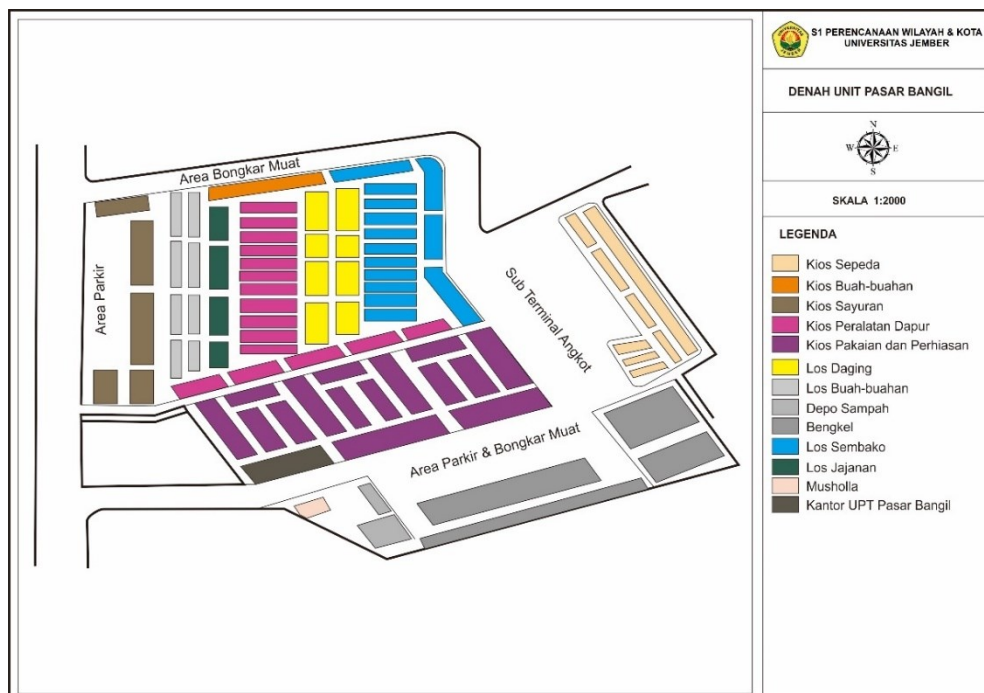 S1 PERENCANAAN WILAYAH & KOTA
UNIVERSITAS JEMBER
DENAH UNIT PASAR BANGIL
N
W E
S
SKALA 1:2000
LEGENDA
Kios Sepeda
Kios Buah-buahan
Kios Sayuran
Kios Peralatan Dapur
Kios Pakaian dan Perhiasan
Los Daging
Los Buah-buahan
Depo Sampah
Bengkel
Los Sembako
Los Jajanan
Musholla
Kantor UPT Pasar Bangil
Area Bongkar Muat
Area Parkir
Sub Terminal Angkot
Area Parkir & Bongkar Muat